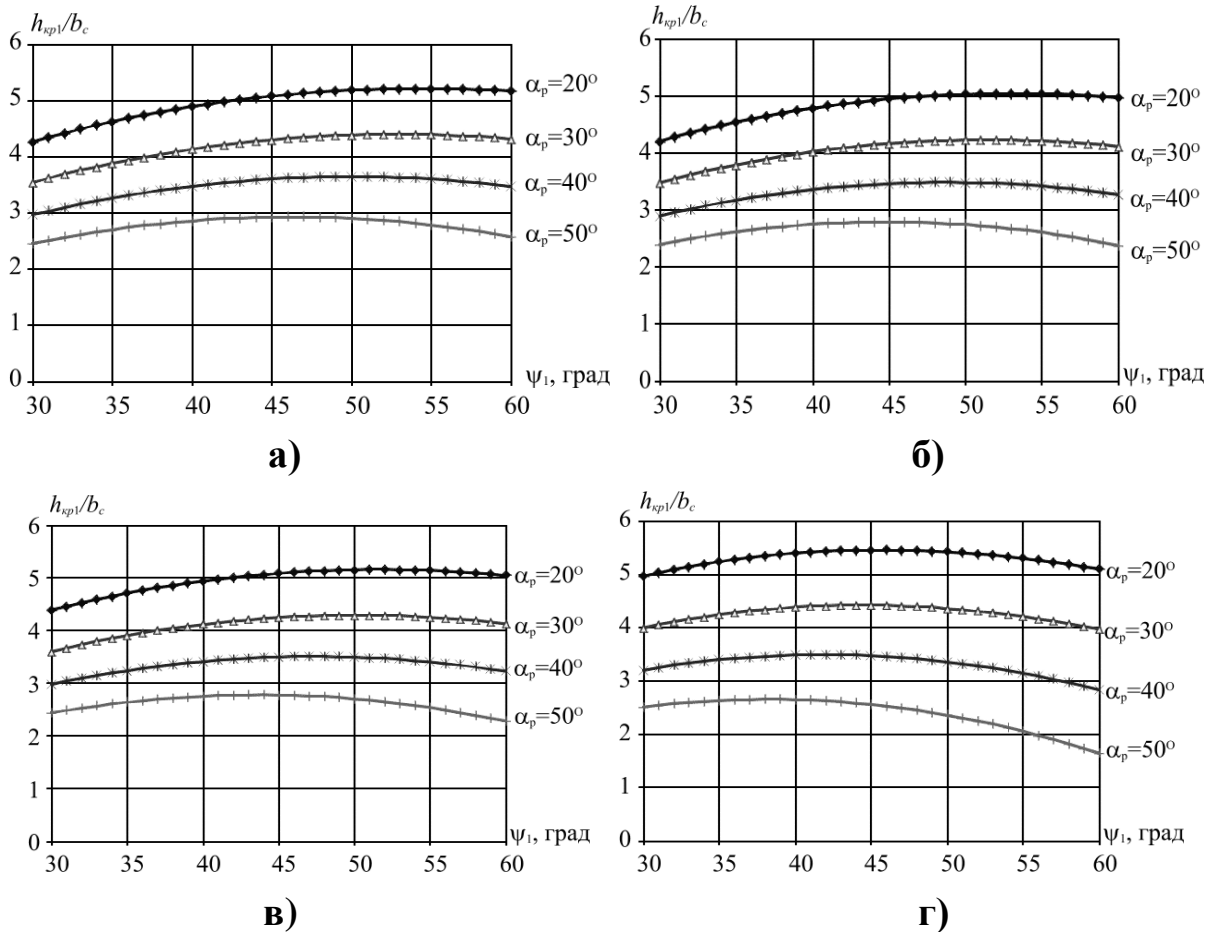 h_кр1/b_c
6
5
4
3
2
1
0
α_р=20°
α_р=30°
α_р=40°
α_р=50°
ψ₁, град
30 35 40 45 50 55 60
а)
h_кр1/b_c
6
5
4
3
2
1
0
α_р=20°
α_р=30°
α_р=40°
α_р=50°
ψ₁, град
30 35 40 45 50 55 60
б)
h_кр1/b_c
6
5
4
3
2
1
0
α_р=20°
α_р=30°
α_р=40°
α_р=50°
ψ₁, град
30 35 40 45 50 55 60
в)
h_кр1/b_c
6
5
4
3
2
1
0
α_р=20°
α_р=30°
α_р=40°
α_р=50°
ψ₁, град
30 35 40 45 50 55 60
г)